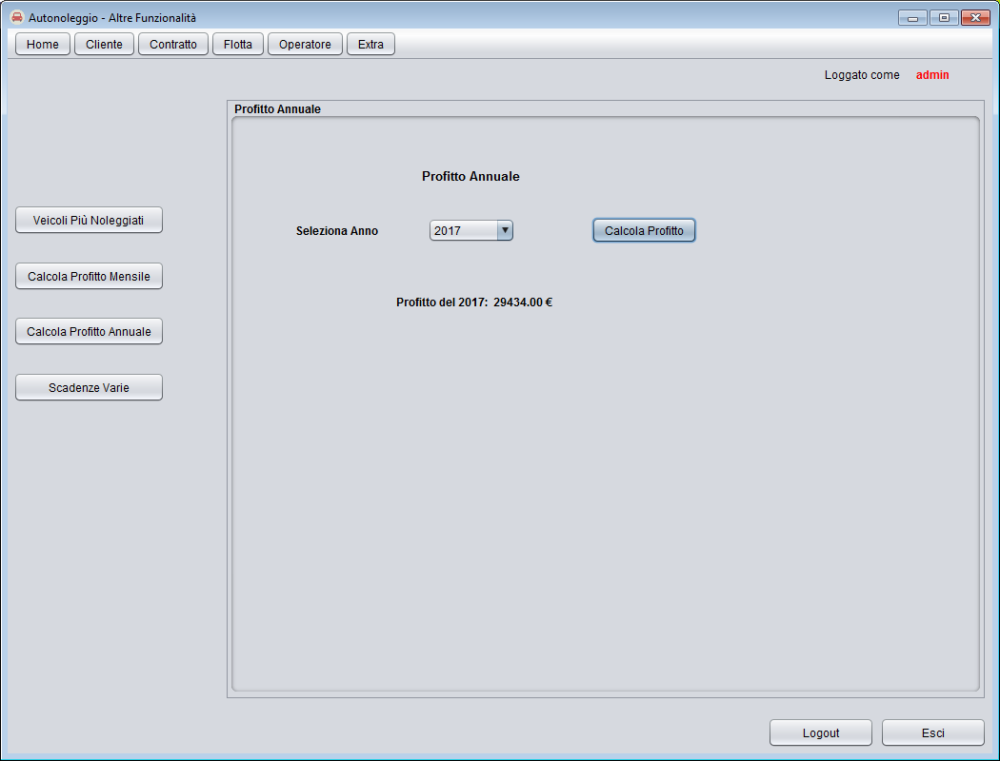 Autonoleggio - Altre Funzionalità
Home Cliente Contratto Flotta Operatore Extra
Loggato come admin
Profitto Annuale
Profitto Annuale
Veicoli Più Noleggiati
Seleziona Anno 2017 Calcola Profitto
Calcola Profitto Mensile
Profitto del 2017: 29434.00 €
Calcola Profitto Annuale
Scadenze Varie
Logout Esci